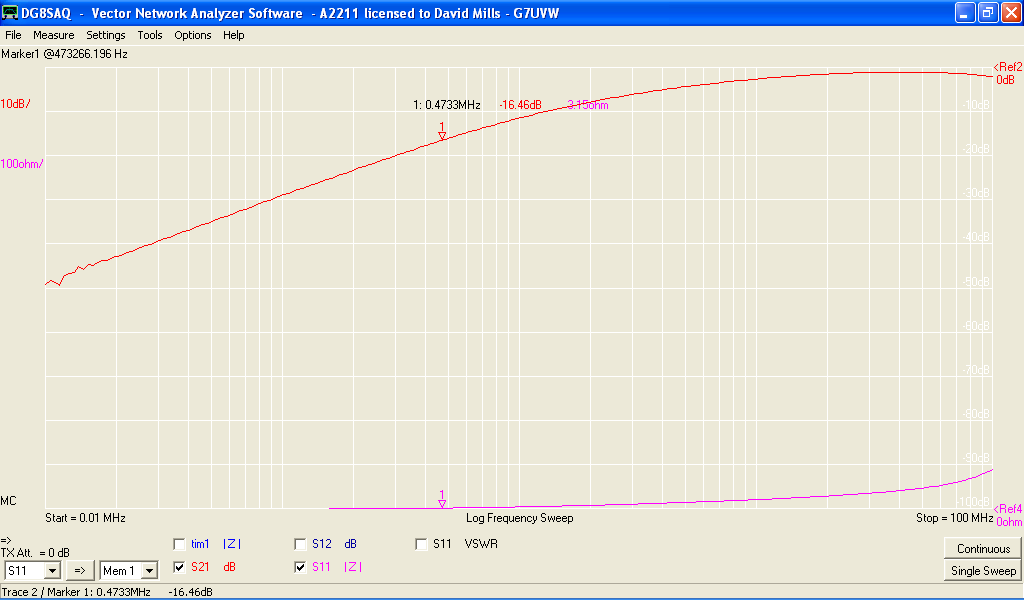 DG8SAQ  -  Vector Network Analyzer Software  - A2211 licensed to David Mills - G7UVW
File Measure Settings Tools Options Help
Marker1 @473266.196 Hz
<Ref2
0dB
10dB/
1: 0.4733MHz -16.46dB 3.15ohm
-10dB
1
-20dB
100ohm/
-30dB
-40dB
-50dB
-60dB
-70dB
-80dB
-90dB
1
MC
-100dB
<Ref4
0ohm
Start = 0.01 MHz Log Frequency Sweep Stop = 100 MHz
=>
TX Att. = 0 dB
tim1 |Z| S12 dB S11 VSWR
Continuous
S11 => Mem 1 S21 dB S11 |Z|
Single Sweep
Trace 2 / Marker 1: 0.4733MHz -16.46dB